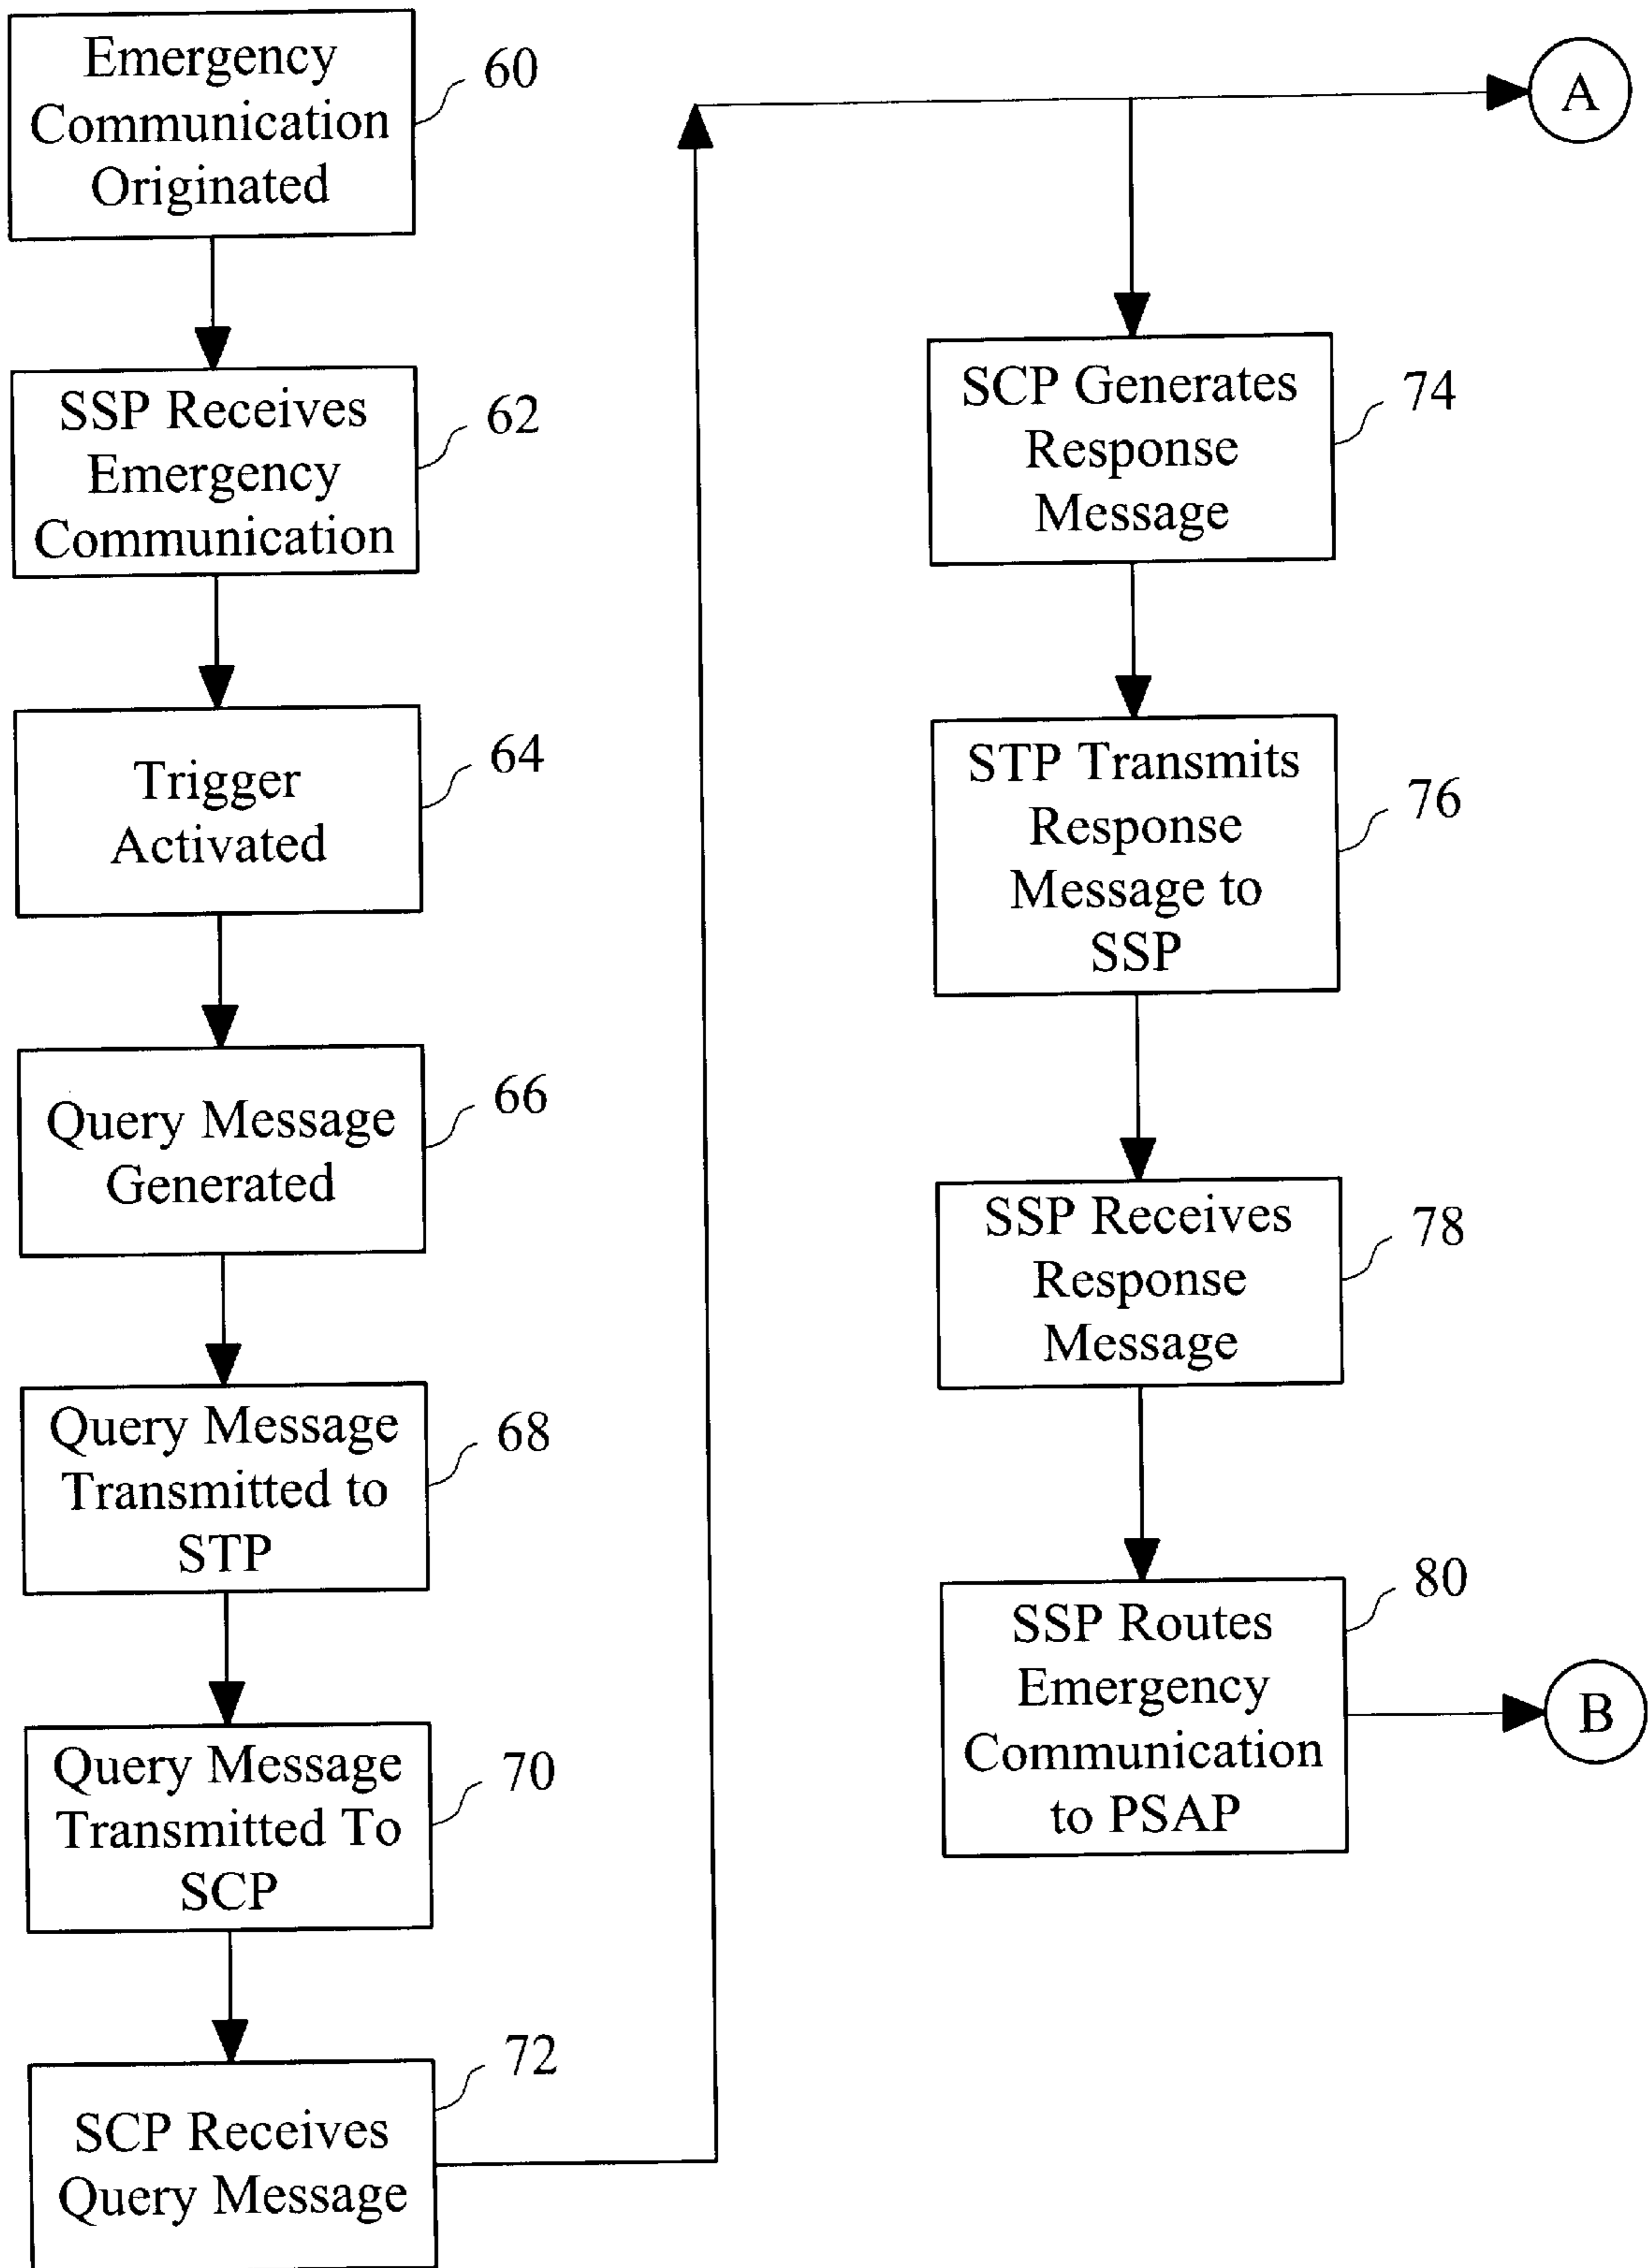 Emergency
Communication
Originated
60
SSP Receives
Emergency
Communication
62
Trigger
Activated
64
Query Message
Generated
66
Query Message
Transmitted to
STP
68
Query Message
Transmitted To
SCP
70
SCP Receives
Query Message
72
A
SCP Generates
Response
Message
74
STP Transmits
Response
Message to
SSP
76
SSP Receives
Response
Message
78
SSP Routes
Emergency
Communication
to PSAP
80
B